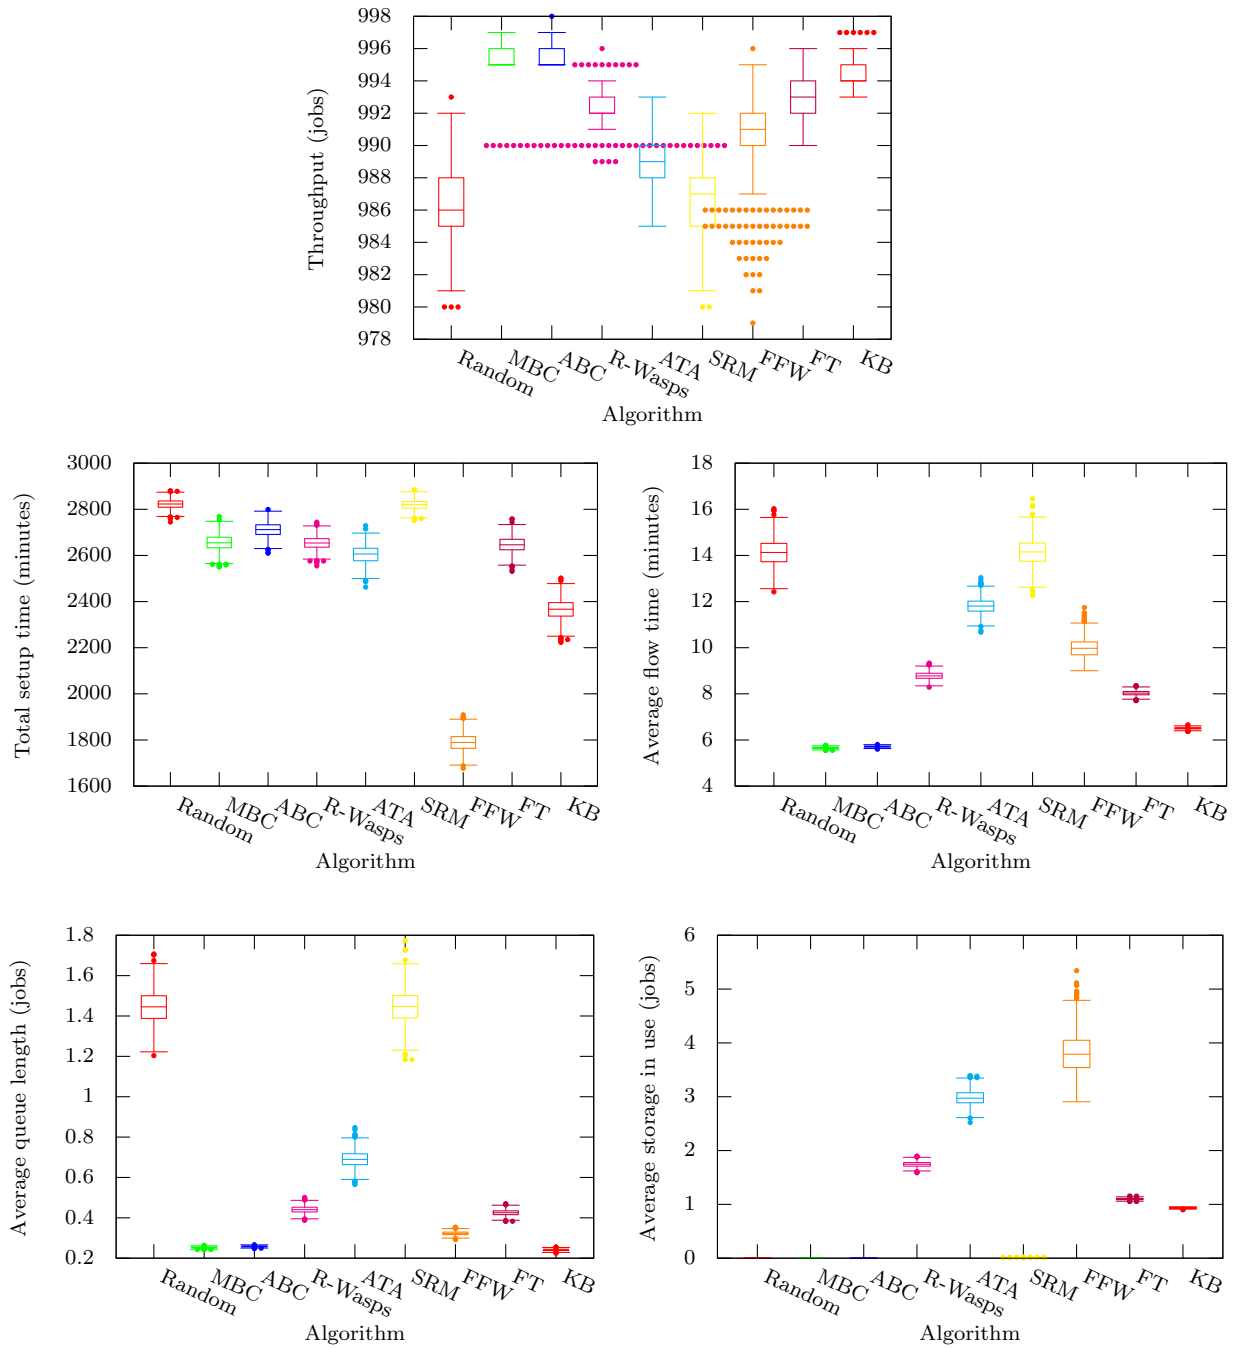 998
996
994
992
990
988
986
984
982
980
978
Throughput (jobs)
Random
MBC
ABC
R-Wasps
ATA
SRM
FFW
FT
KB
Algorithm
3000
2800
2600
2400
2200
2000
1800
1600
Total setup time (minutes)
Random
MBC
ABC
R-Wasps
ATA
SRM
FFW
FT
KB
Algorithm
18
16
14
12
10
8
6
4
Average flow time (minutes)
Random
MBC
ABC
R-Wasps
ATA
SRM
FFW
FT
KB
Algorithm
1.8
1.6
1.4
1.2
1
0.8
0.6
0.4
0.2
Average queue length (jobs)
Random
MBC
ABC
R-Wasps
ATA
SRM
FFW
FT
KB
Algorithm
6
5
4
3
2
1
0
Average storage in use (jobs)
Random
MBC
ABC
R-Wasps
ATA
SRM
FFW
FT
KB
Algorithm